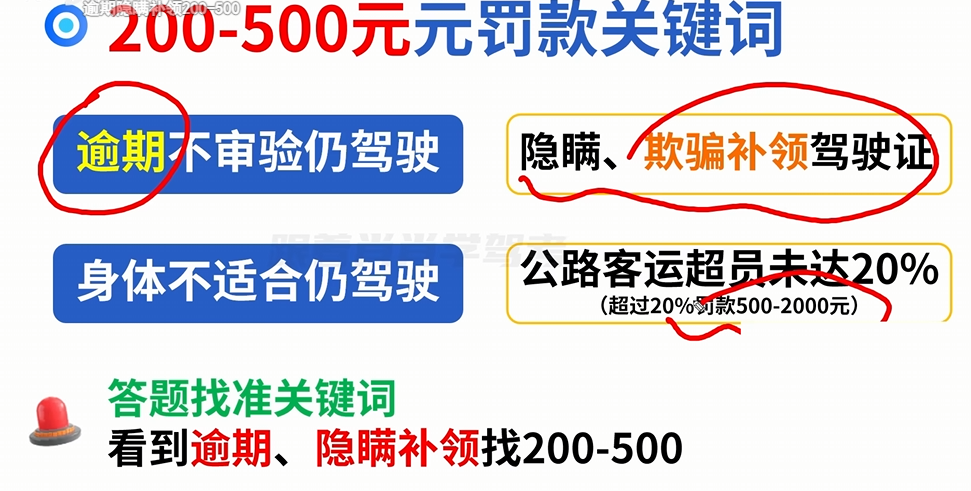 逾期隐瞒补领200-500
200-500元元罚款关键词
逾期不审验仍驾驶
隐瞒、欺骗补领驾驶证
身体不适合仍驾驶
公路客运超员未达20%
（超过20%罚款500-2000元）
答题找准关键词
看到逾期、隐瞒补领找200-500